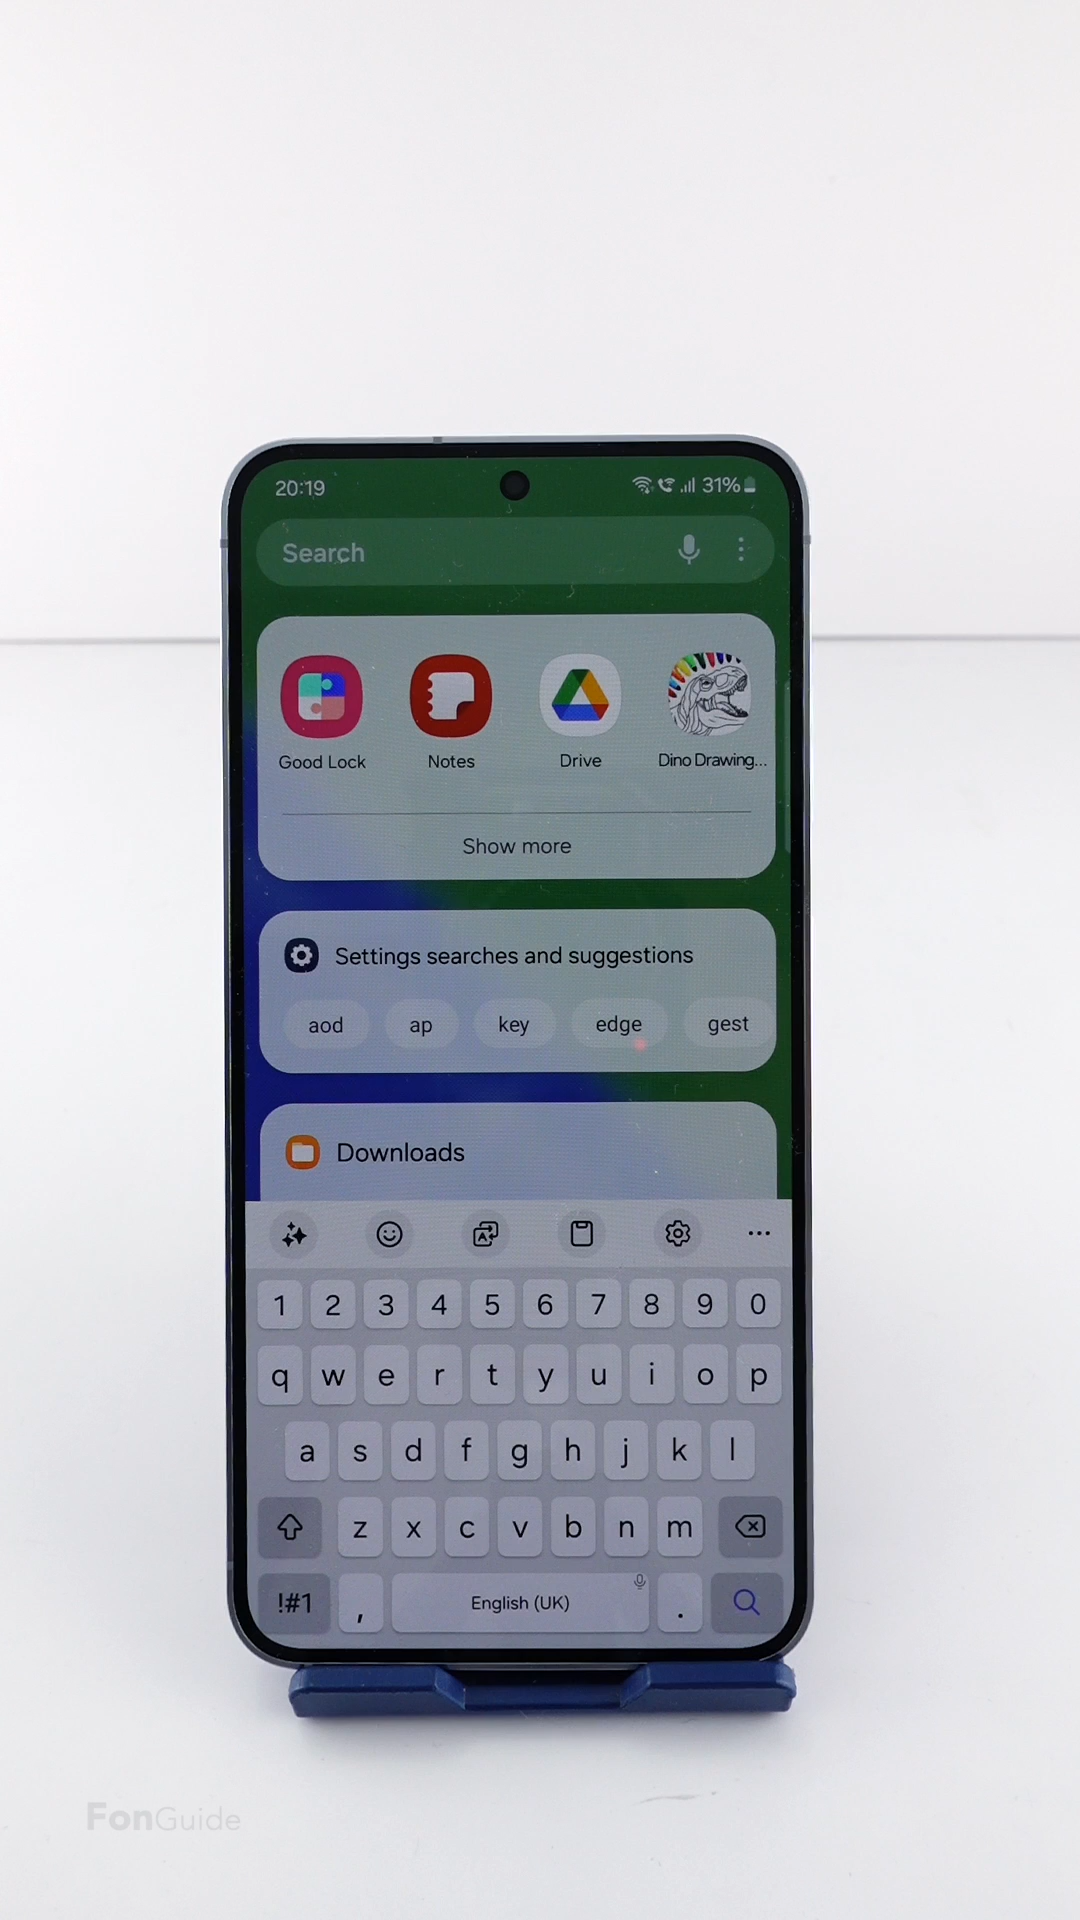 20:19
31%
Search
Good Lock
Notes
Drive
Dino Drawing...
Show more
Settings searches and suggestions
aod
ap
key
edge
gest
Downloads
1 2 3 4 5 6 7 8 9 0
q w e r t y u i o p
a s d f g h j k l
z x c v b n m
!#1 , English (UK) .
FonGuide